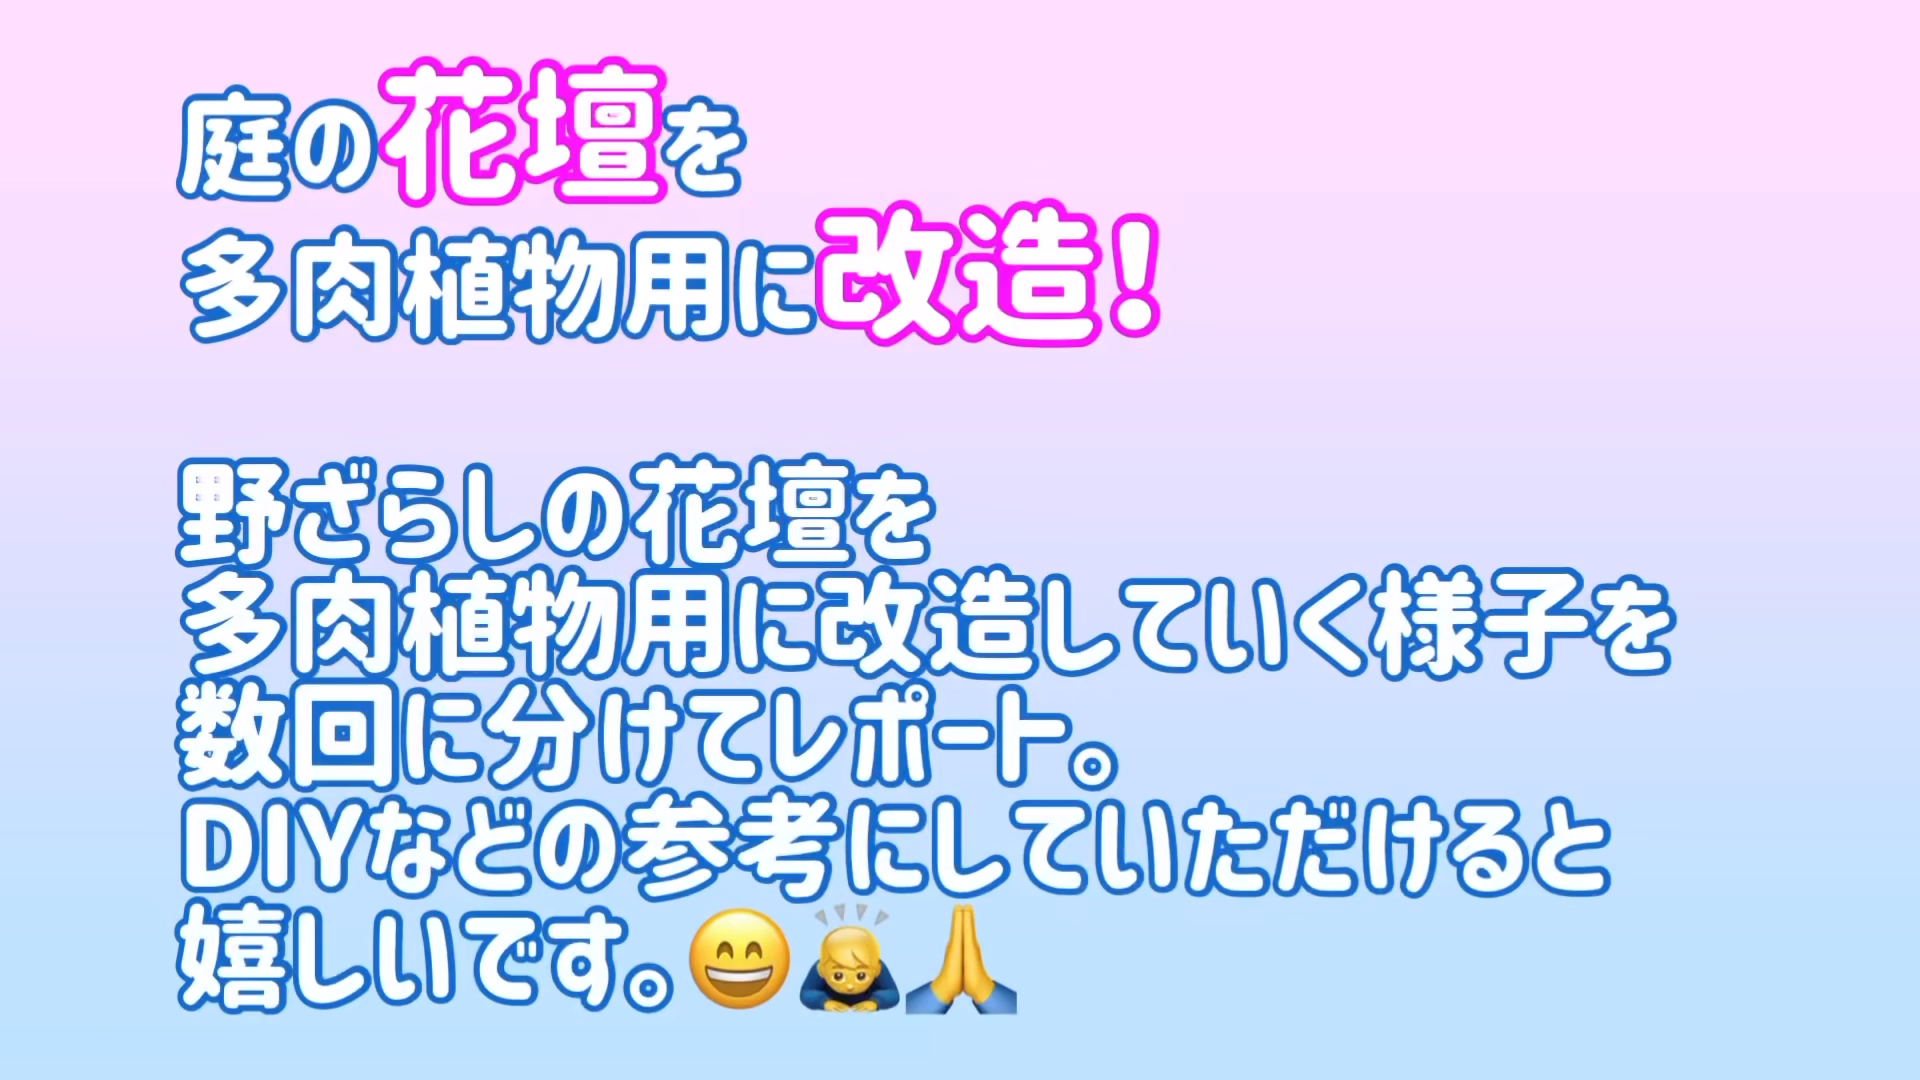 庭の花壇を
多肉植物用に改造！
野ざらしの花壇を
多肉植物用に改造していく様子を
数回に分けてレポート。
DIYなどの参考にしていただけると
嬉しいです。😄🙇🙏